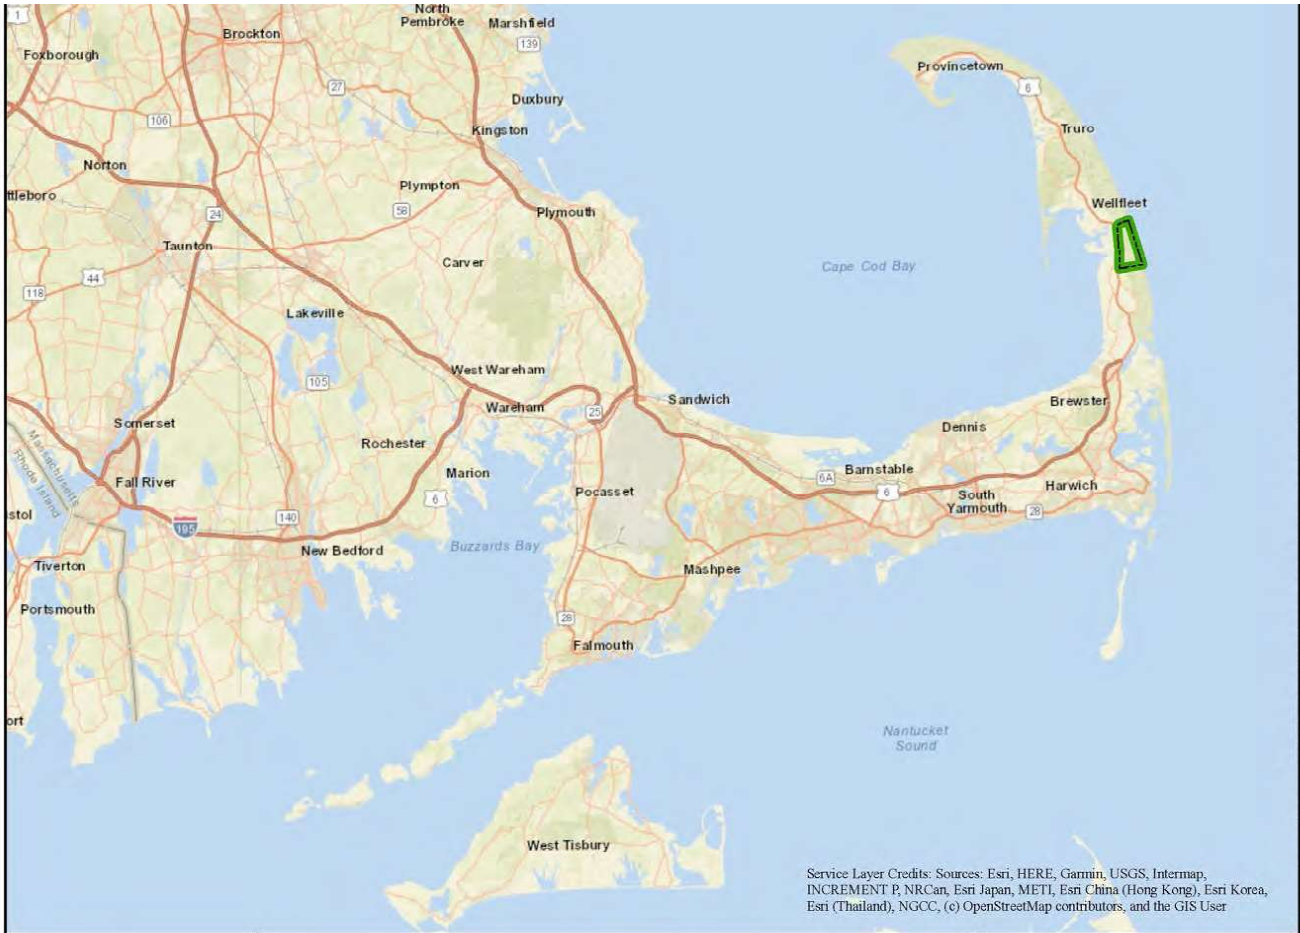 1
North
Pembroke
Marshfield
Brockton
139
Foxborough
Provincetown
27
6
Duxbury
106
Kingston
Truro
Norton
Plympton
ttleboro
Wellfleet
58
24
Plymouth
Taunton
Carver
Cape Cod Bay
44
118
Lakeville
West Wareham
105
Sandwich
Brewster
Wareham
25
Somerset
Dennis
Rochester
Massachusetts
Rhode Island
Marion
Barnstable
6A
Fall River
Pocasset
6
6
South
Yarmouth
Harwich
istol
140
28
195
New Bedford
Buzzards Bay
Tiverton
Mashpee
Portsmouth
28
Falmouth
ort
Nantucket
Sound
West Tisbury
Service Layer Credits: Sources: Esri, HERE, Garmin, USGS, Intermap,
INCREMENT P, NRCan, Esri Japan, METI, Esri China (Hong Kong), Esri Korea,
Esri (Thailand), NGCC, (c) OpenStreetMap contributors, and the GIS User